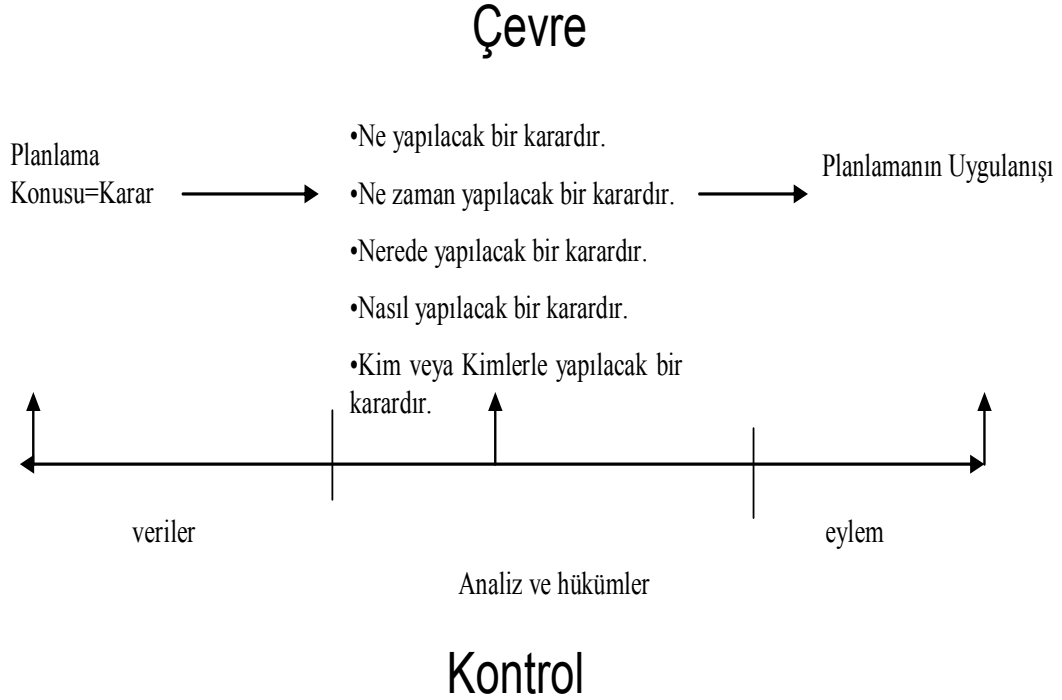 Çevre
Planlama
Konusu=Karar
•Ne yapılacak bir karardır.
•Ne zaman yapılacak bir karardır.
•Nerede yapılacak bir karardır.
•Nasıl yapılacak bir karardır.
•Kim veya Kimlerle yapılacak bir
karardır.
Planlamanın Uygulanışı
veriler
Analiz ve hükümler
eylem
Kontrol